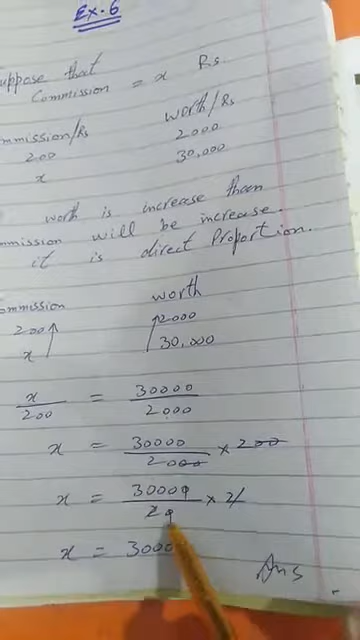 Ex.6
uppose that
Commission = x Rs.
mmission/Rs worth/Rs
200 2000
x 30,000
worth is increase than
mmission will be increase.
it is direct Proportion.
ommission worth
200 2000
x 30,000
x/200 = 30000/2000
x = 30000/2000 × 200
x = 30000/20 × 2
x = 3000
Ans